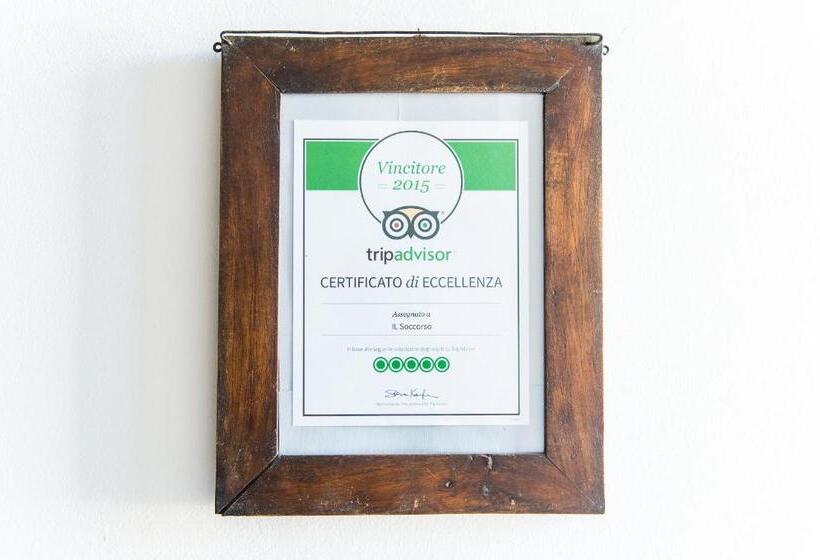 Vincitore
2015
tripadvisor
CERTIFICATO di ECCELLENZA
Assegnato a
IL Soccorso